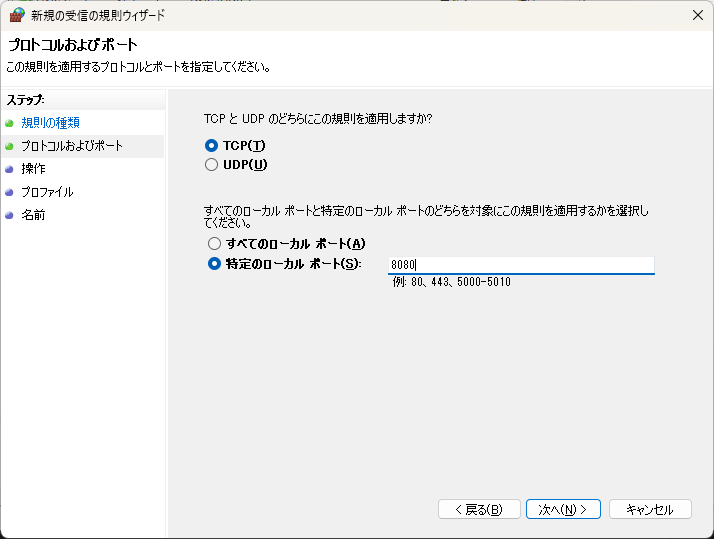 新規の受信の規則ウィザード
プロトコルおよびポート
この規則を適用するプロトコルとポートを指定してください。
ステップ:
規則の種類
プロトコルおよびポート
操作
プロファイル
名前
TCP と UDP のどちらにこの規則を適用しますか?
TCP(T)
UDP(U)
すべてのローカル ポートと特定のローカル ポートのどちらを対象にこの規則を適用するかを選択し
てください。
すべてのローカル ポート(A)
特定のローカル ポート(S):
8080
例: 80、443、5000-5010
< 戻る(B)
次へ(N) >
キャンセル